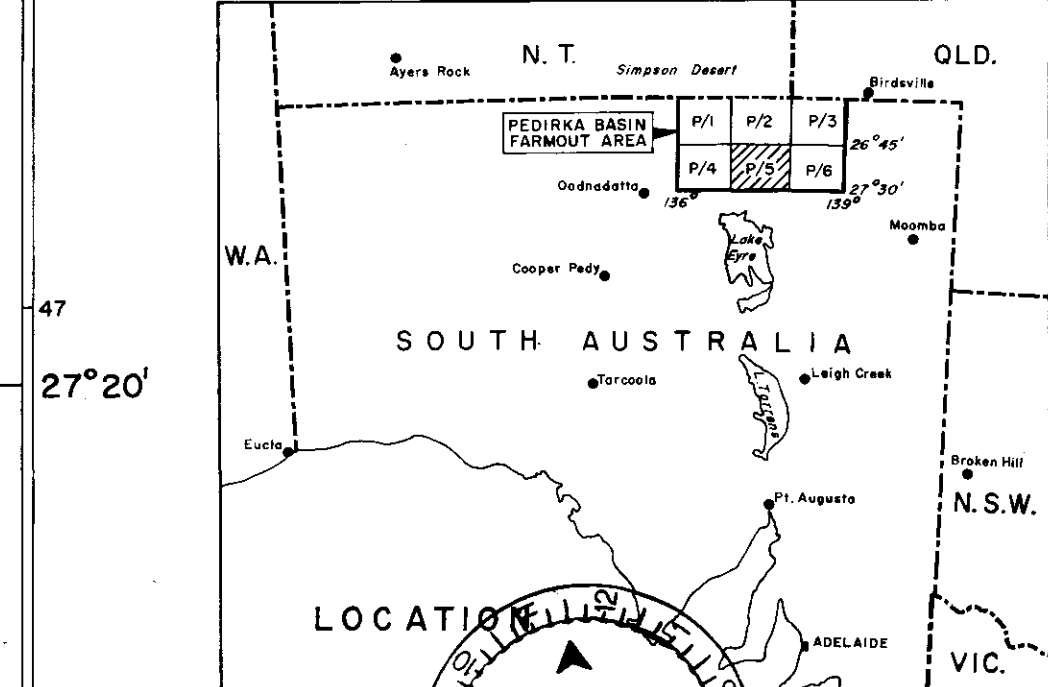 N. T.
QLD.
Ayers Rock
Simpson Desert
Birdsville
PEDIRKA BASIN
FARMOUT AREA
P/1 P/2 P/3
26°45'
P/4 P/5 P/6
27°30'
Oodnadatta
136°
139°
Moomba
W.A.
Lake
Eyre
Cooper Pedy
47
SOUTH AUSTRALIA
27°20'
Tarcoola
Leigh Creek
L. Torrens
Eucla
Broken Hill
Pt. Augusta
N.S.W.
LOCATION
12
10
ADELAIDE
VIC.